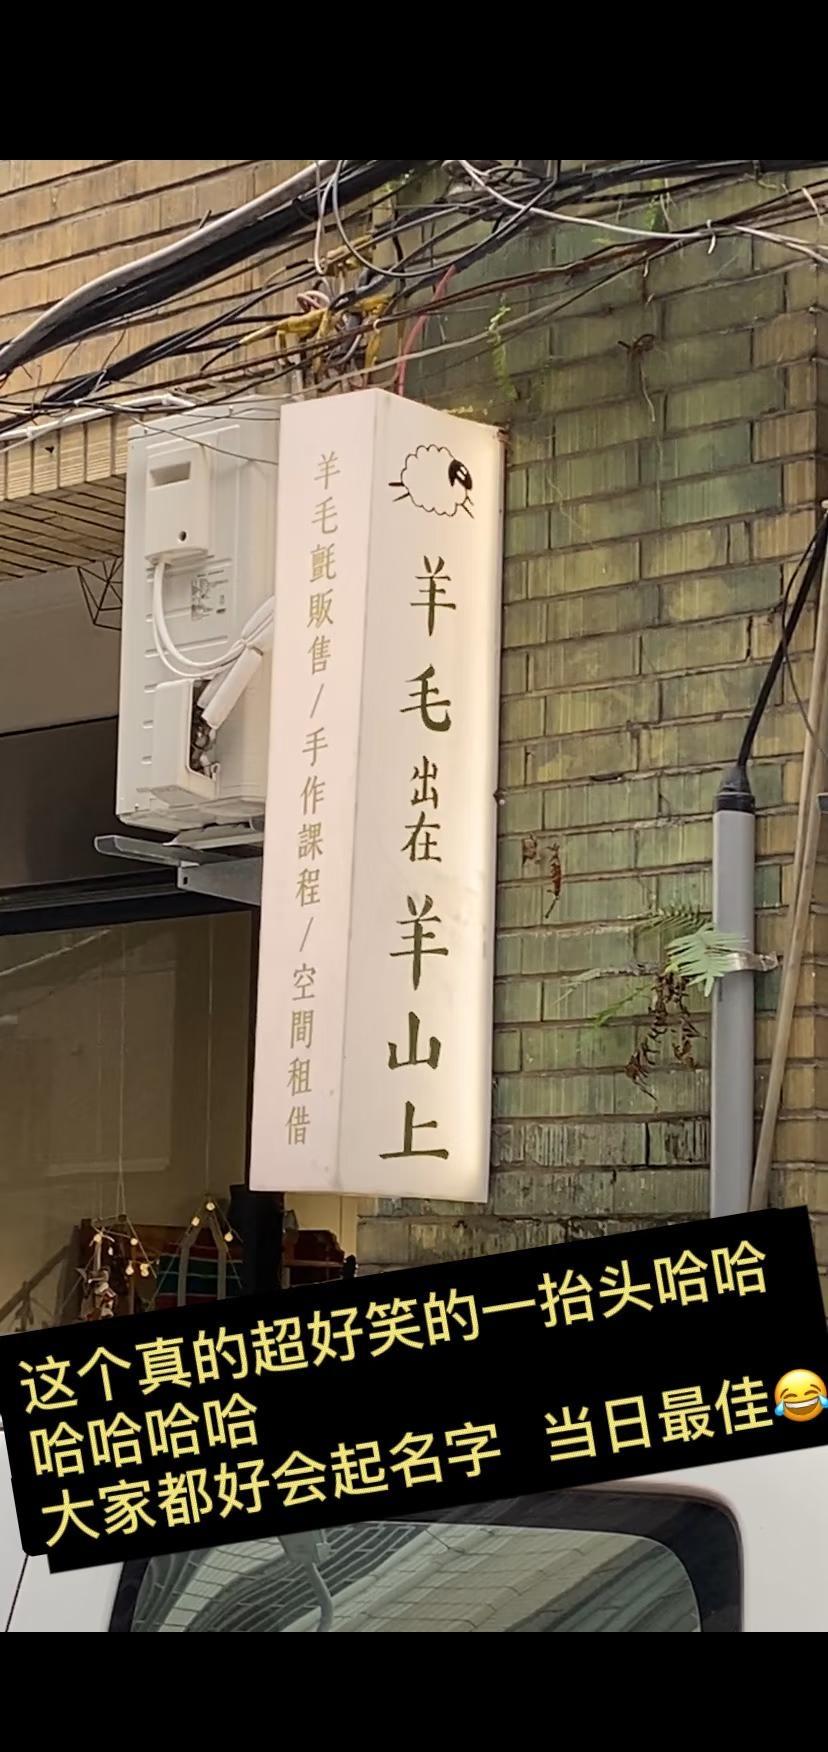 羊毛氈販售/手作課程/空間租借
羊毛出在羊山上
这个真的超好笑的一抬头哈哈
哈哈哈哈
大家都好会起名字 当日最佳😂